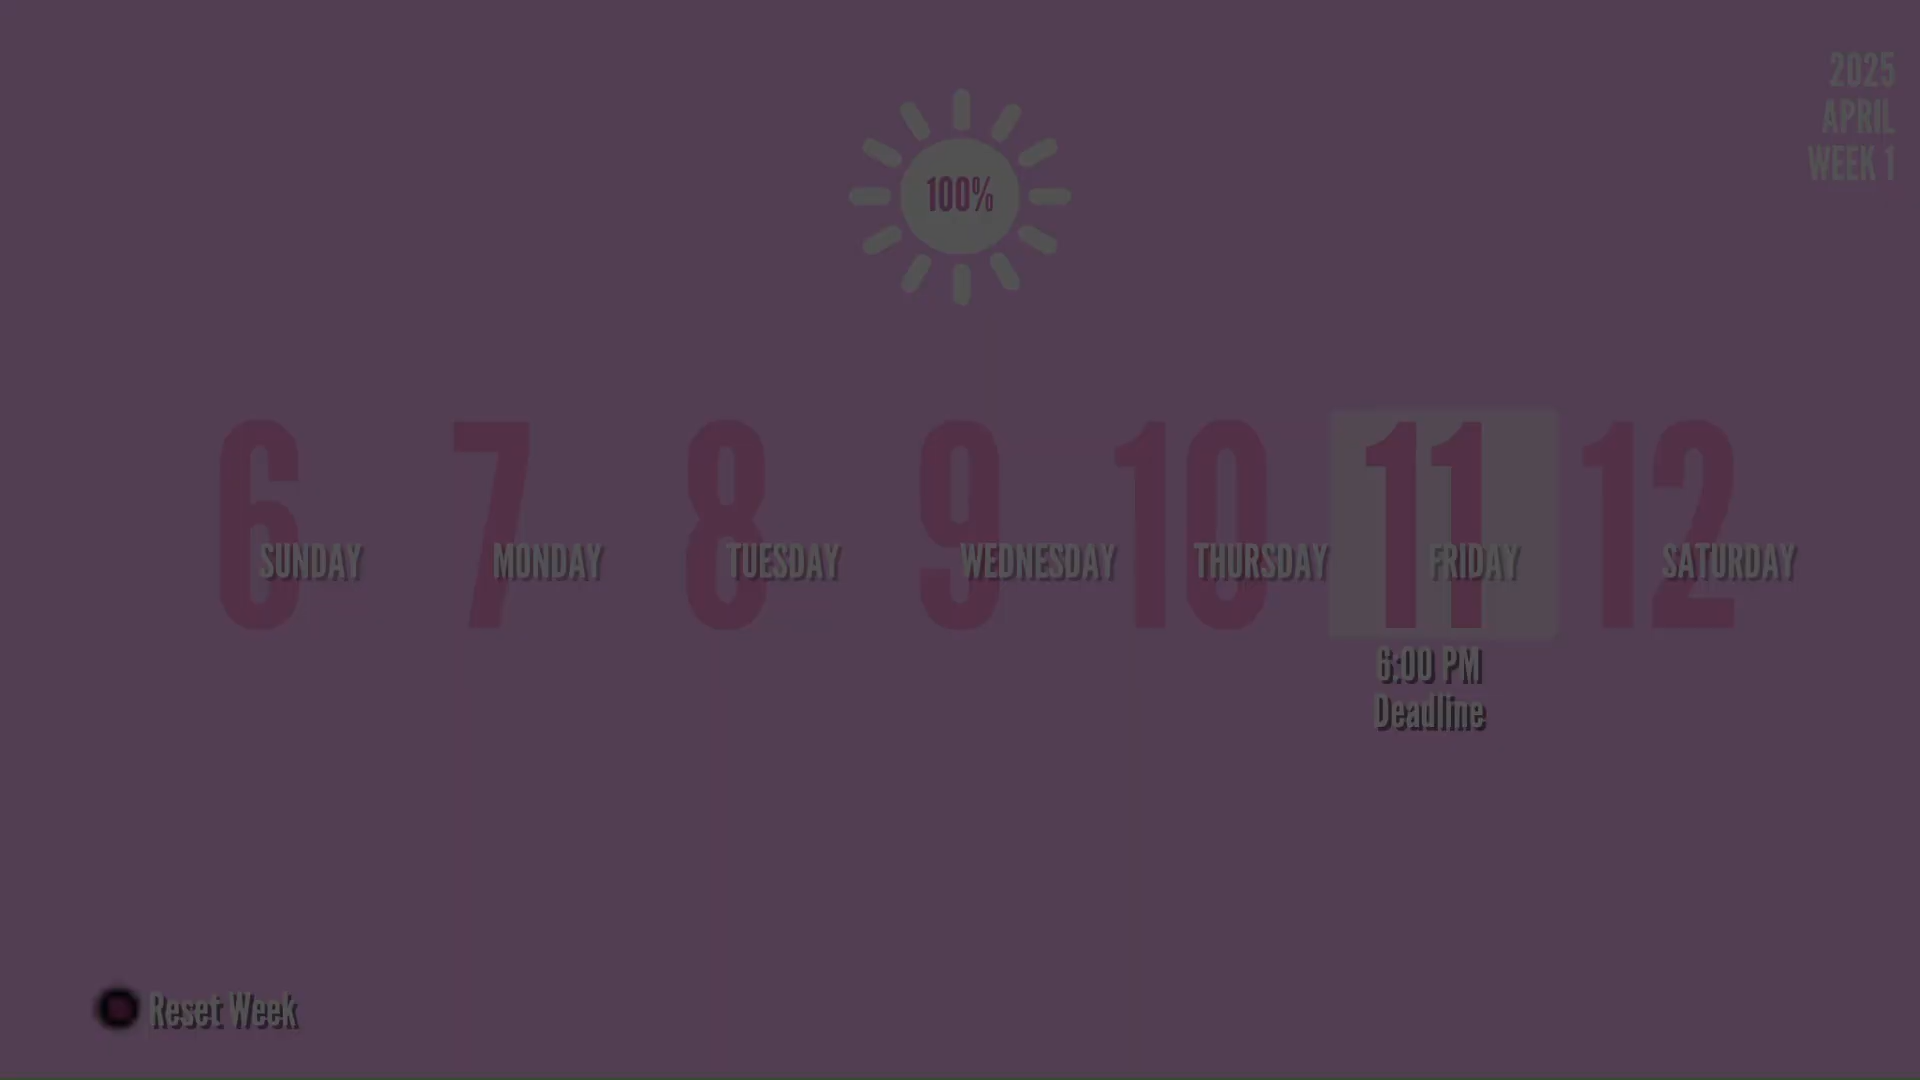 2025
APRIL
WEEK 1
100%
6 7 8 9 10 11 12
SUNDAY MONDAY TUESDAY WEDNESDAY THURSDAY FRIDAY SATURDAY
6:00 PM
Deadline
Reset Week